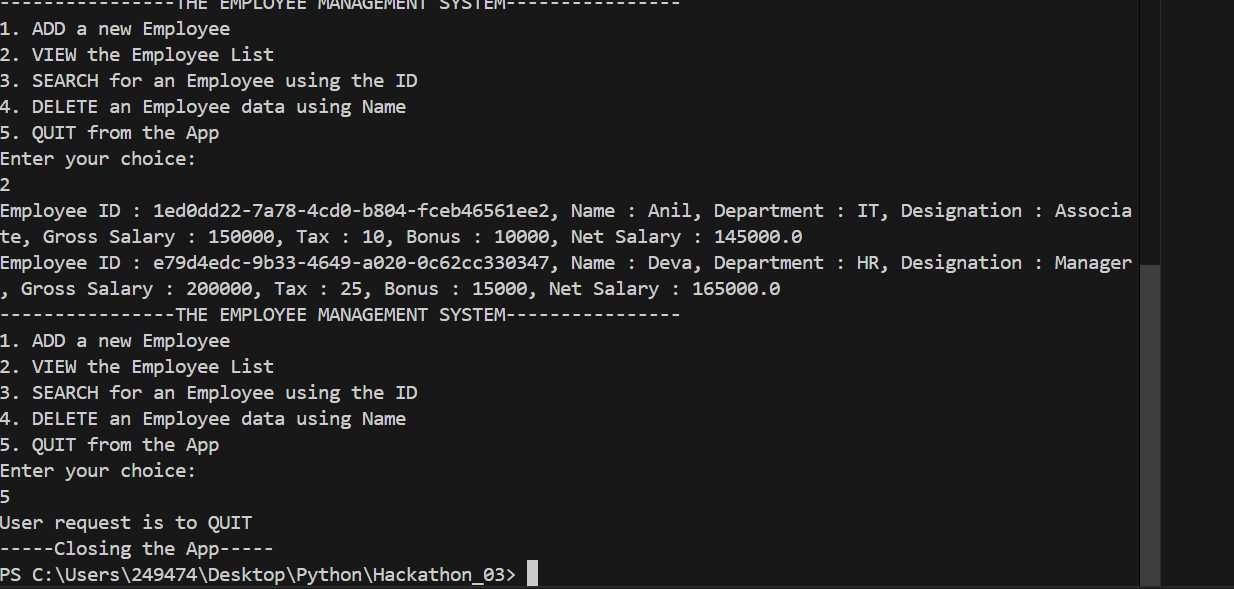 ----------------THE EMPLOYEE MANAGEMENT SYSTEM----------------
1. ADD a new Employee
2. VIEW the Employee List
3. SEARCH for an Employee using the ID
4. DELETE an Employee data using Name
5. QUIT from the App
Enter your choice:
2
Employee ID : 1ed0dd22-7a78-4cd0-b804-fceb46561ee2, Name : Anil, Department : IT, Designation : Associa
te, Gross Salary : 150000, Tax : 10, Bonus : 10000, Net Salary : 145000.0
Employee ID : e79d4edc-9b33-4649-a020-0c62cc330347, Name : Deva, Department : HR, Designation : Manager
, Gross Salary : 200000, Tax : 25, Bonus : 15000, Net Salary : 165000.0
----------------THE EMPLOYEE MANAGEMENT SYSTEM----------------
1. ADD a new Employee
2. VIEW the Employee List
3. SEARCH for an Employee using the ID
4. DELETE an Employee data using Name
5. QUIT from the App
Enter your choice:
5
User request is to QUIT
-----Closing the App-----
PS C:\Users\249474\Desktop\Python\Hackathon_03>